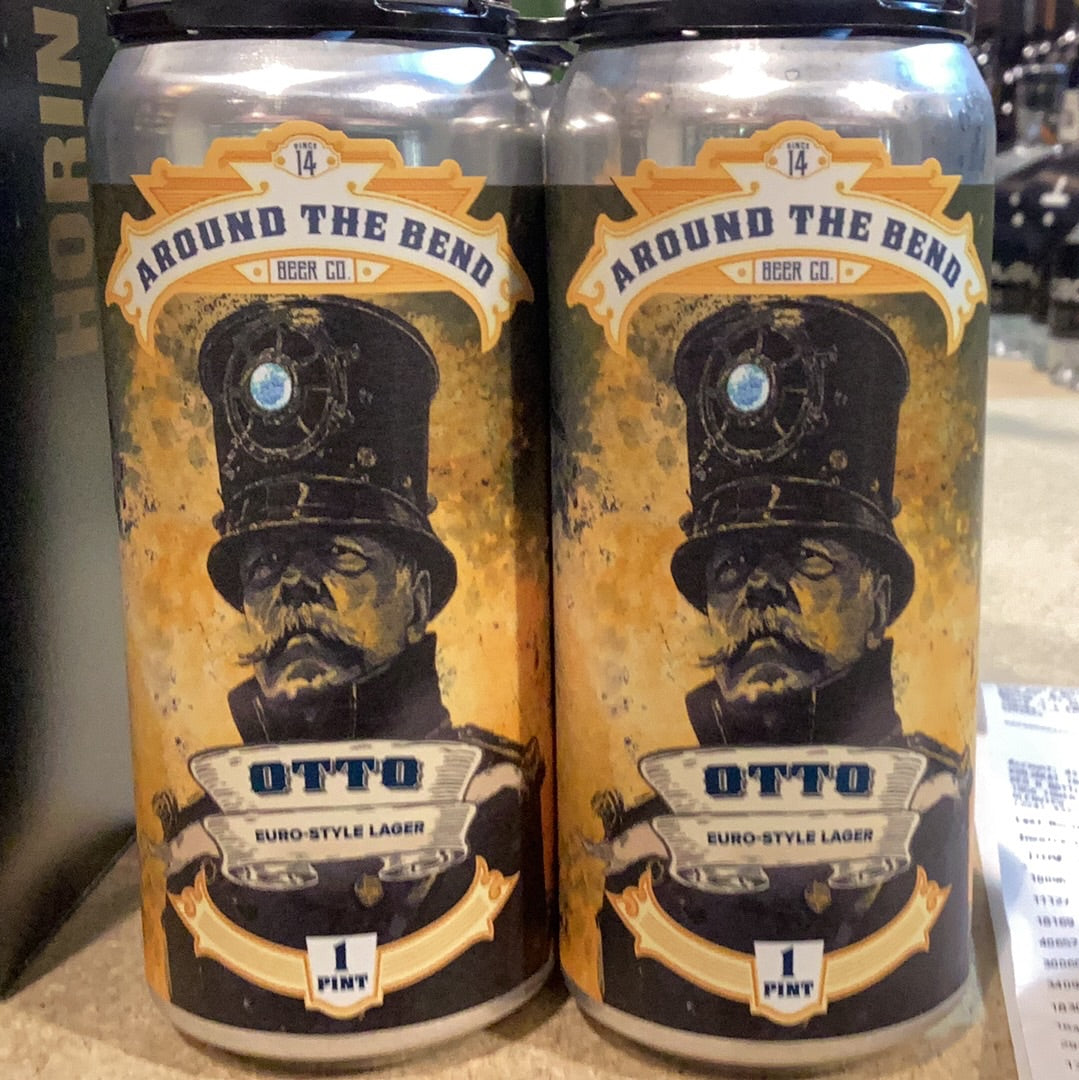 HORIN
SINCE
14
AROUND THE BEND
BEER CO.
OTTO
EURO-STYLE LAGER
1
PINT
SINCE
14
AROUND THE BEND
BEER CO.
OTTO
EURO-STYLE LAGER
1
PINT